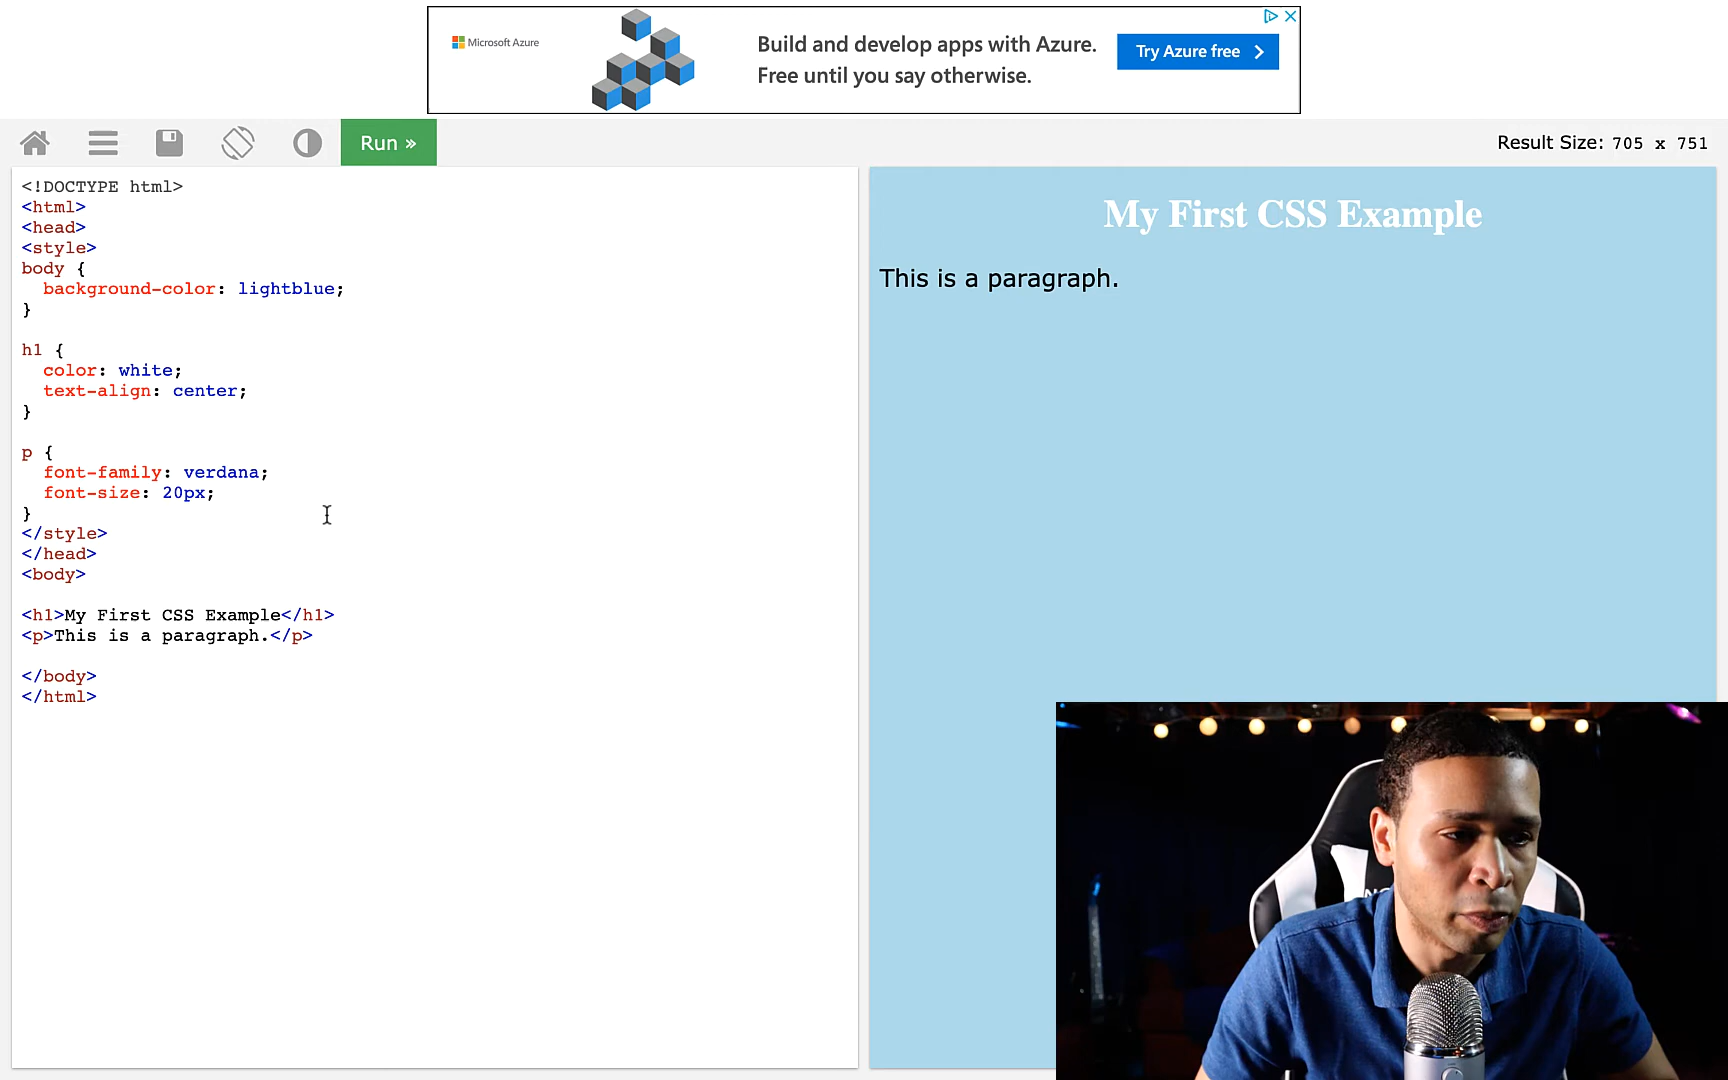 Microsoft Azure
Build and develop apps with Azure.
Free until you say otherwise.
Try Azure free
Run »
Result Size: 705 x 751
<!DOCTYPE html>
<html>
<head>
<style>
body {
  background-color: lightblue;
}

h1 {
  color: white;
  text-align: center;
}

p {
  font-family: verdana;
  font-size: 20px;
}
</style>
</head>
<body>

<h1>My First CSS Example</h1>
<p>This is a paragraph.</p>

</body>
</html>
My First CSS Example
This is a paragraph.